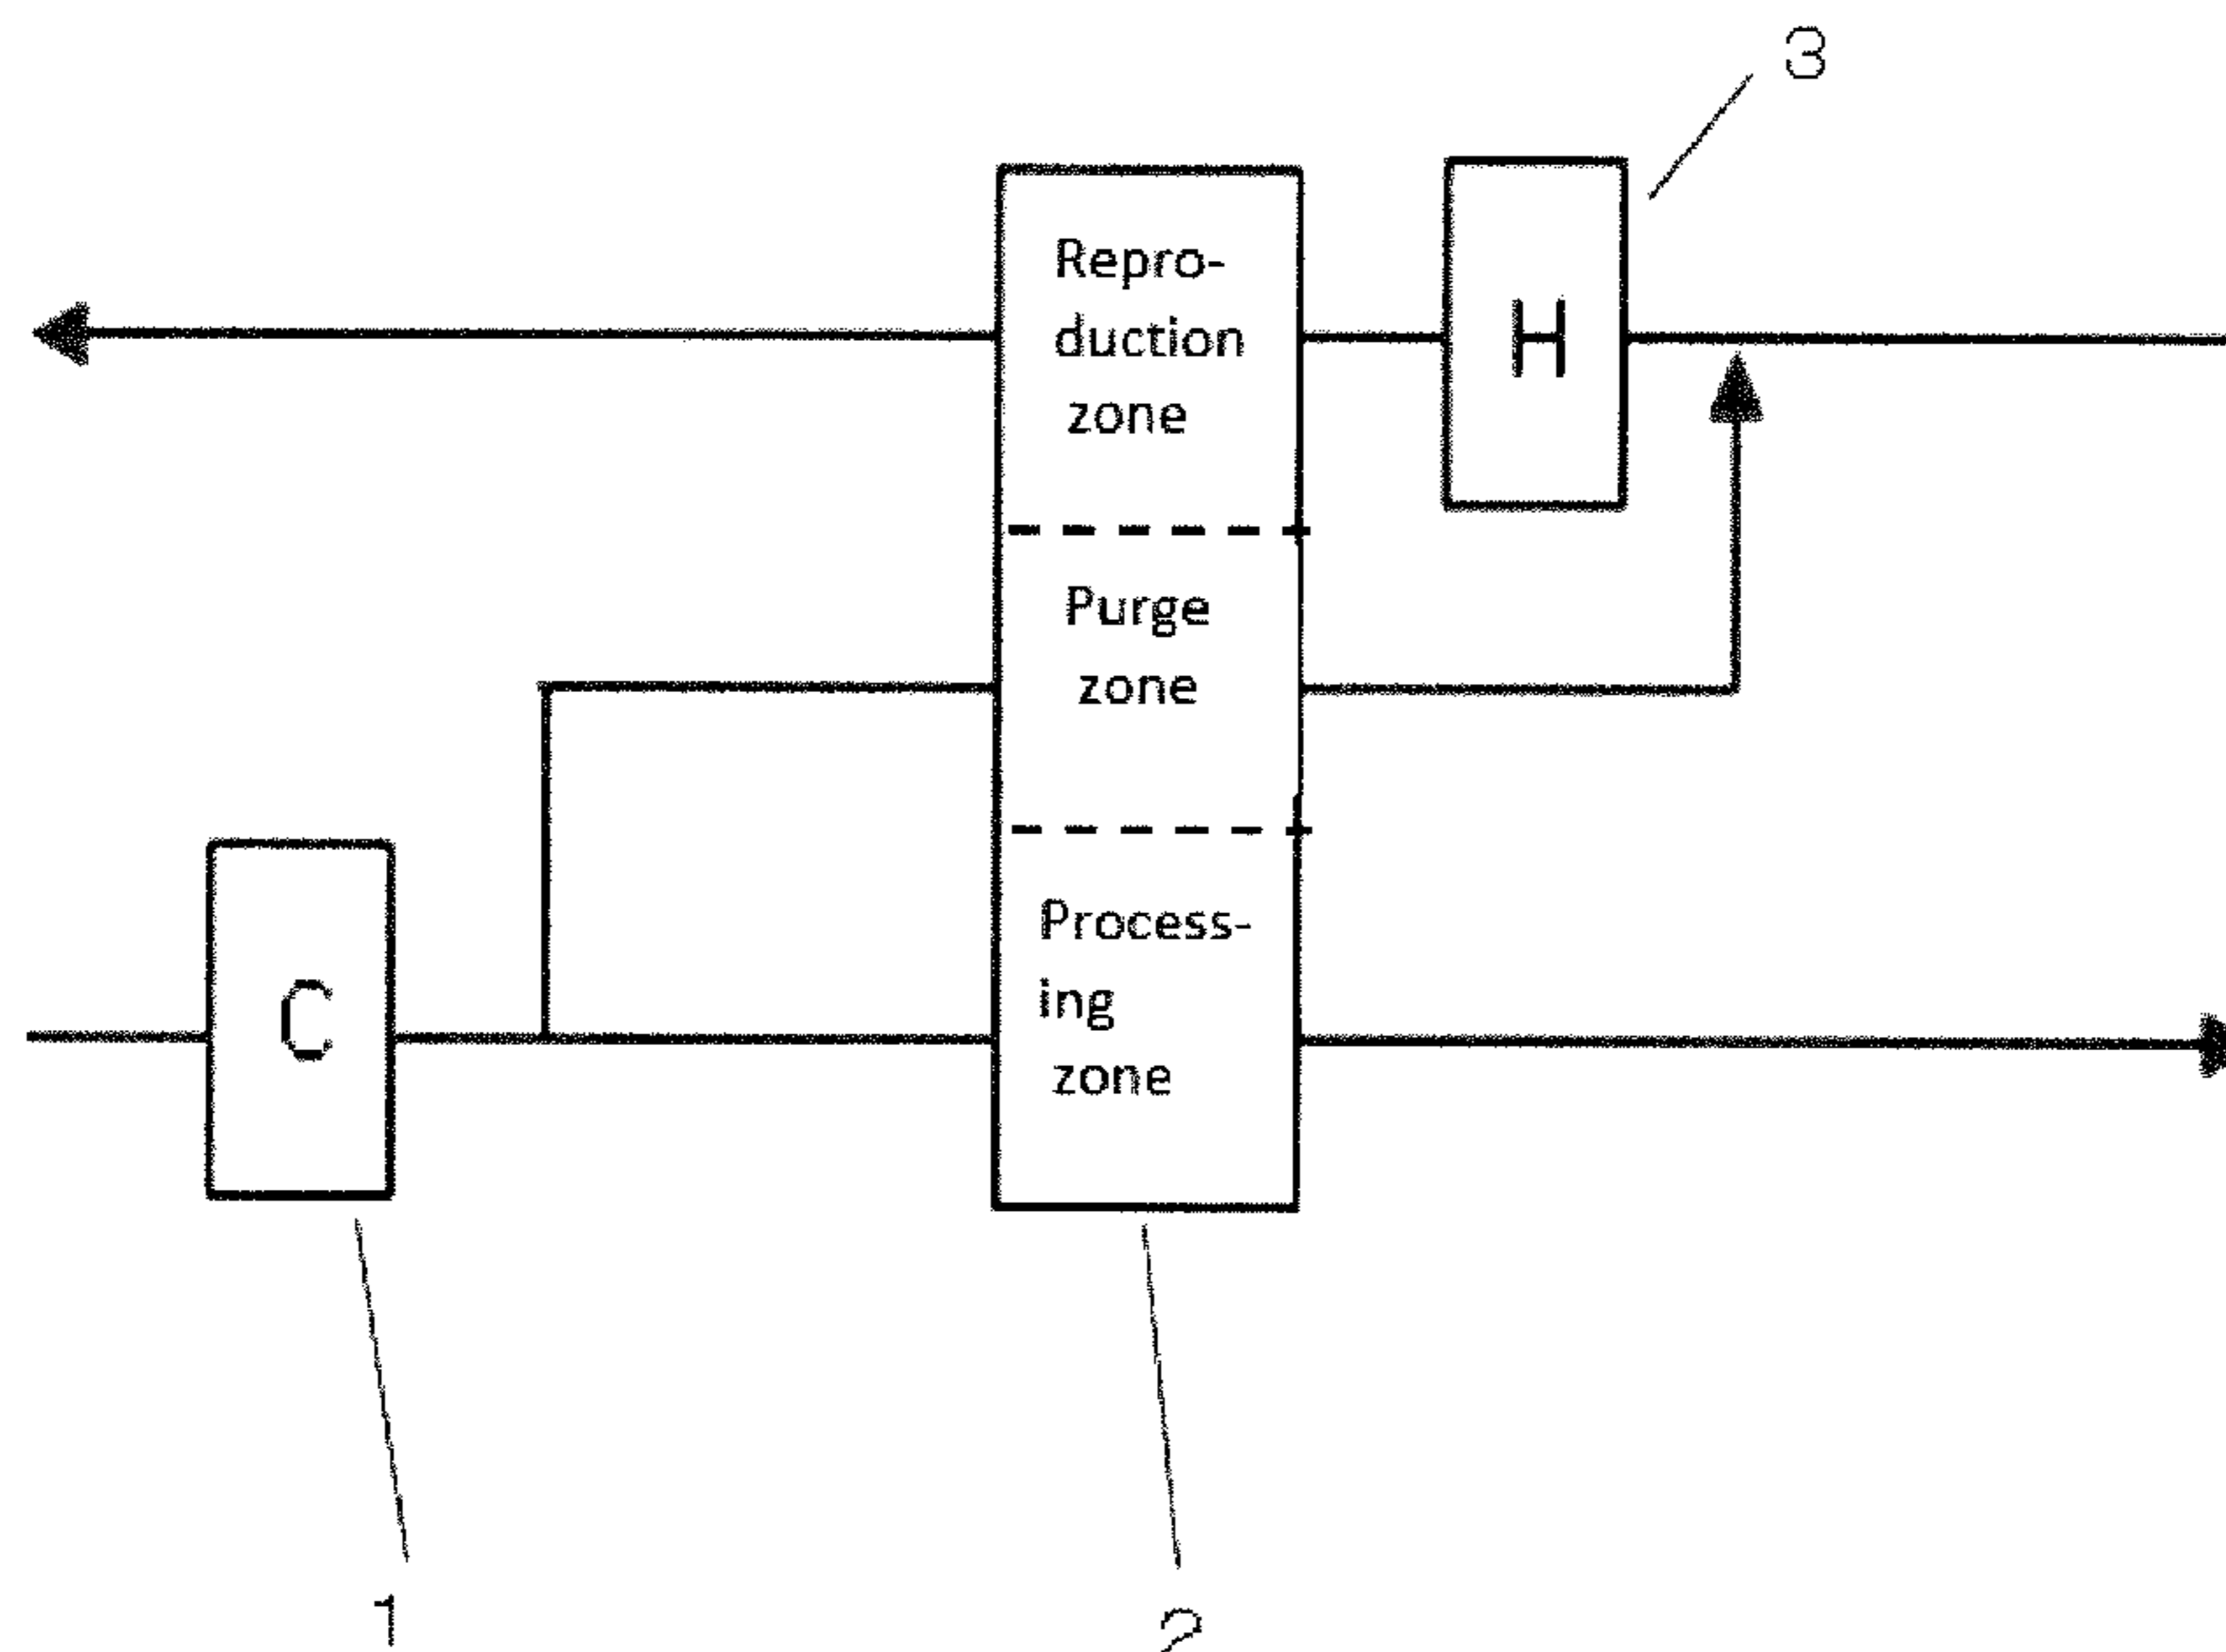 3
Repro-
duction
zone
H
Purge
zone
Process-
ing
zone
C
1
2